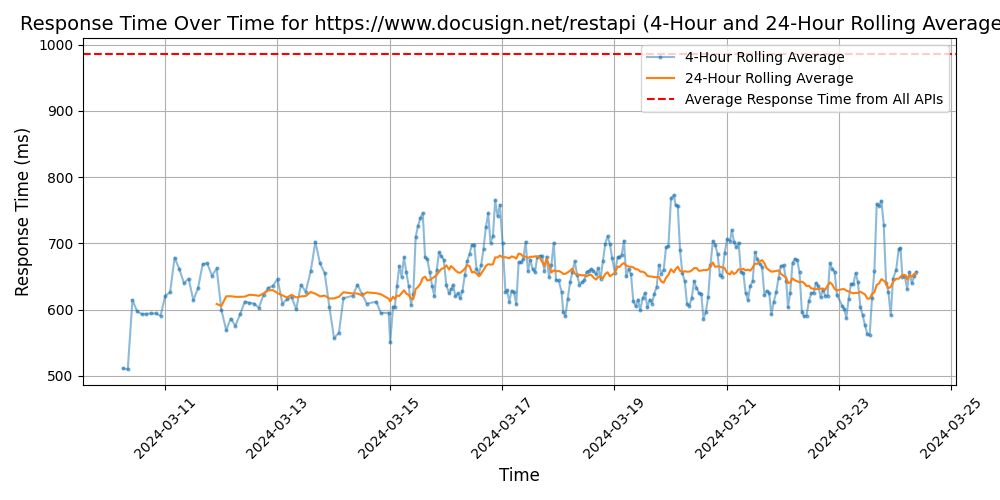 Response Time Over Time for https://www.docusign.net/restapi (4-Hour and 24-Hour Rolling Average
1000
900
800
700
600
500
Response Time (ms)
4-Hour Rolling Average
24-Hour Rolling Average
Average Response Time from All APIs
2024-03-11
2024-03-13
2024-03-15
2024-03-17
2024-03-19
2024-03-21
2024-03-23
2024-03-25
Time